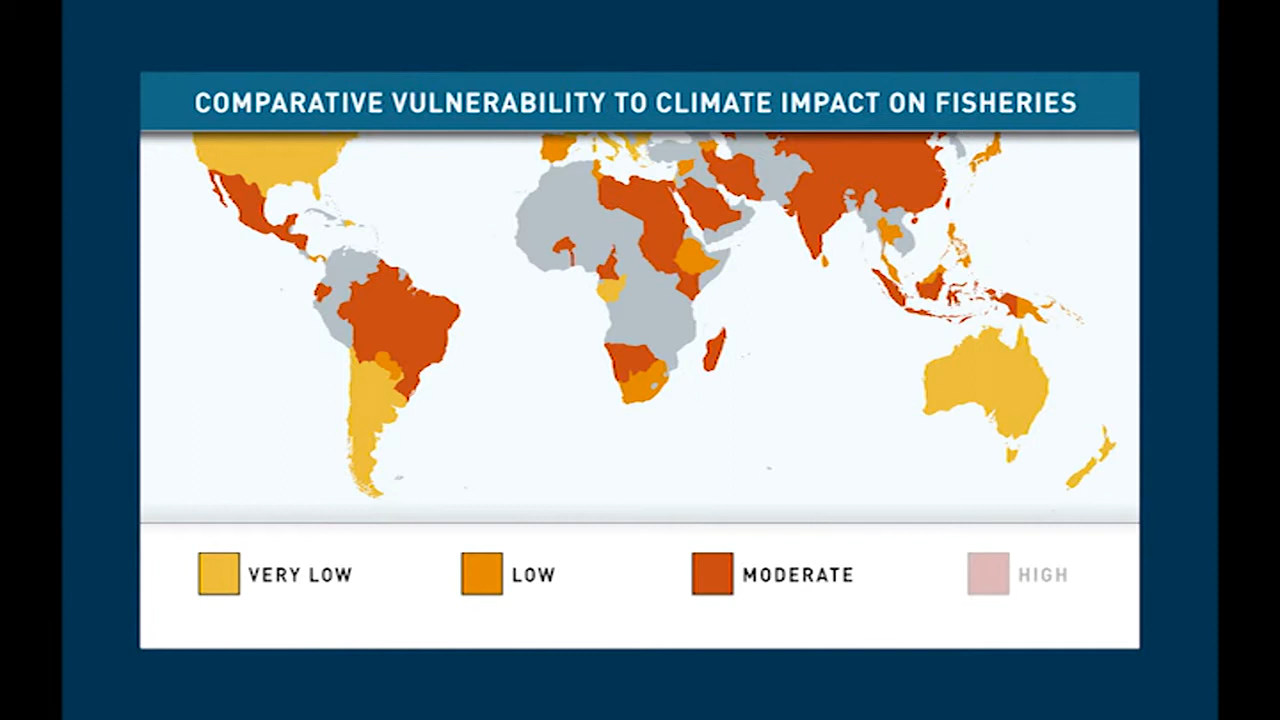 COMPARATIVE VULNERABILITY TO CLIMATE IMPACT ON FISHERIES
VERY LOW
LOW
MODERATE
HIGH